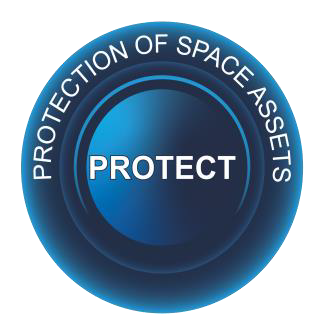 PROTECTION OF SPACE ASSETS
PROTECT